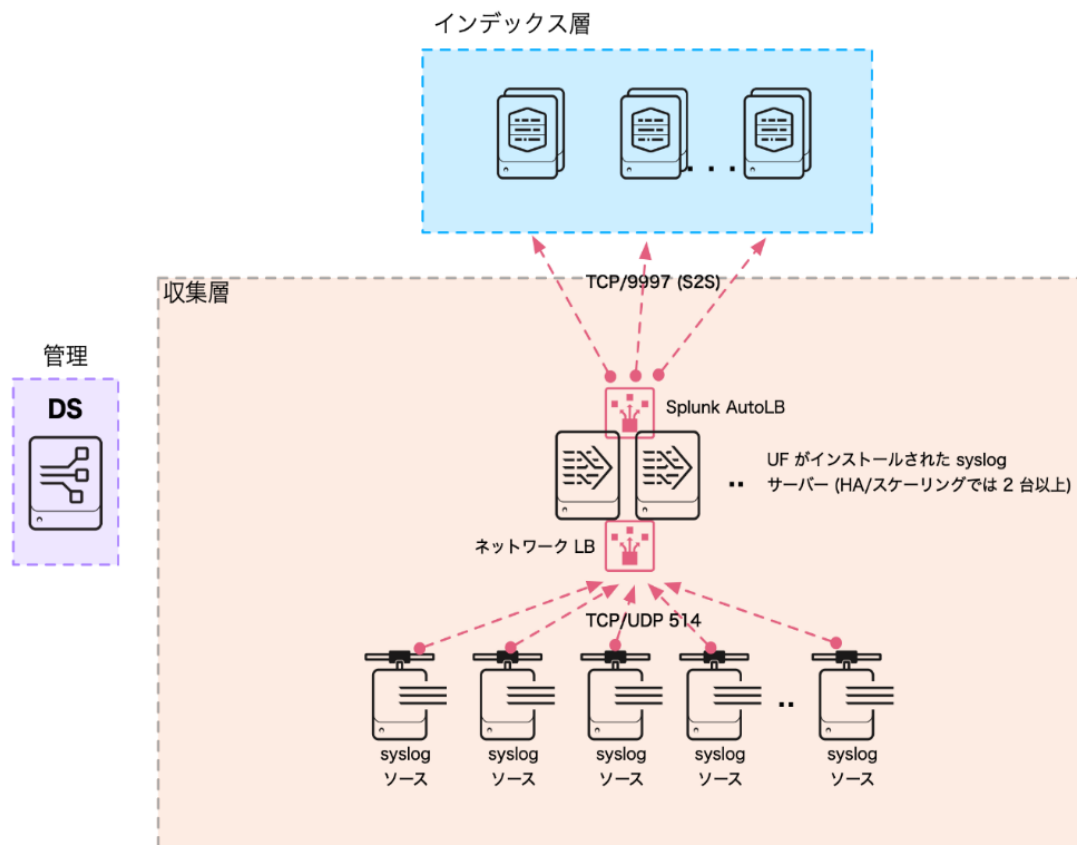 インデックス層
TCP/9997 (S2S)
収集層
管理
DS
Splunk AutoLB
UF がインストールされた syslog
サーバー (HA/スケーリングでは 2 台以上)
ネットワーク LB
TCP/UDP 514
syslog
ソース
syslog
ソース
syslog
ソース
syslog
ソース
syslog
ソース